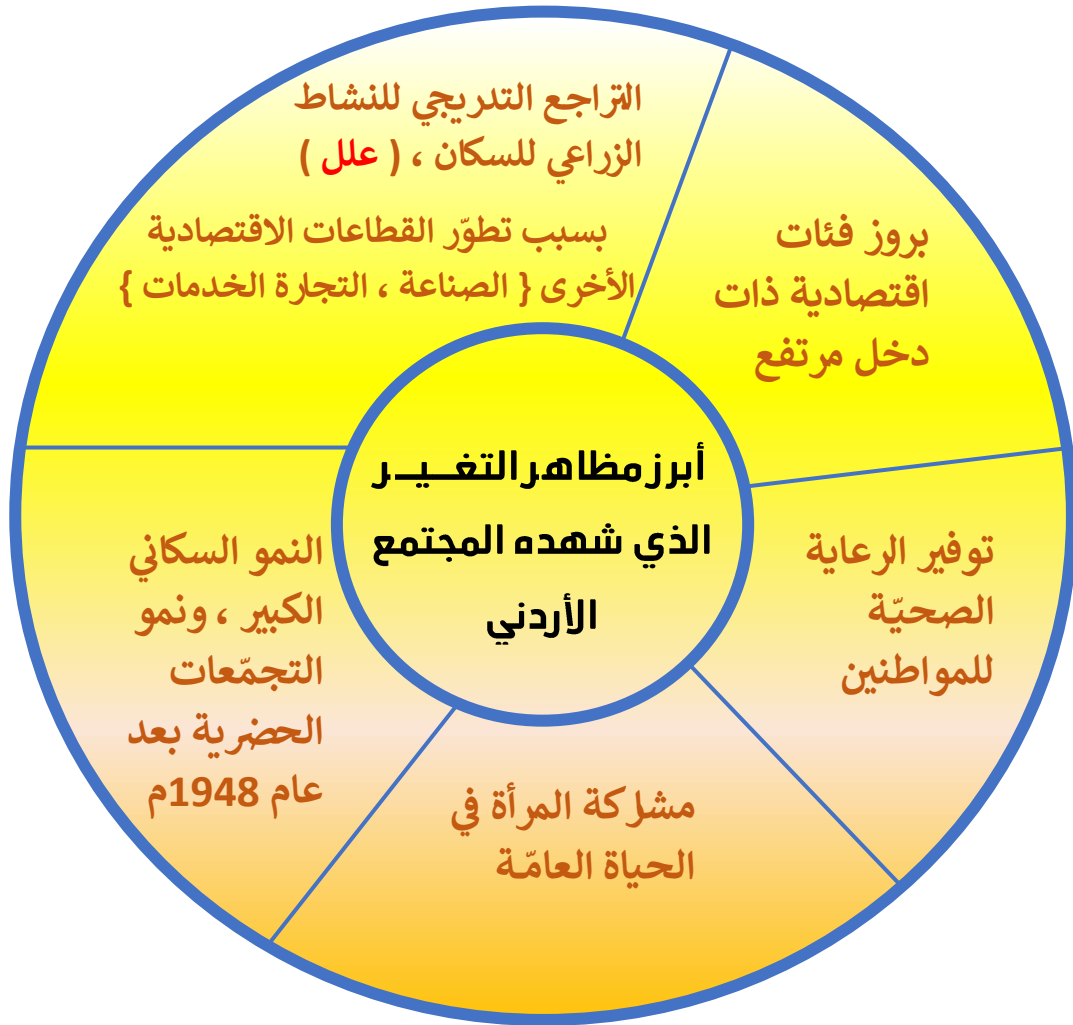 التراجع التدريجي للنشاط
الزراعي للسكان ، ( علل )
بسبب تطوّر القطاعات الاقتصادية
الأخرى { الصناعة ، التجارة الخدمات }
بروز فئات
اقتصادية ذات
دخل مرتفع
أبرز مظاهر التغــيــر
الذي شهده المجتمع
الأردني
توفير الرعاية
الصحيّة
للمواطنين
النمو السكاني
الكبير ، ونمو
التجمّعات
الحضرية بعد
عام 1948م
مشاركة المرأة في
الحياة العامّـة